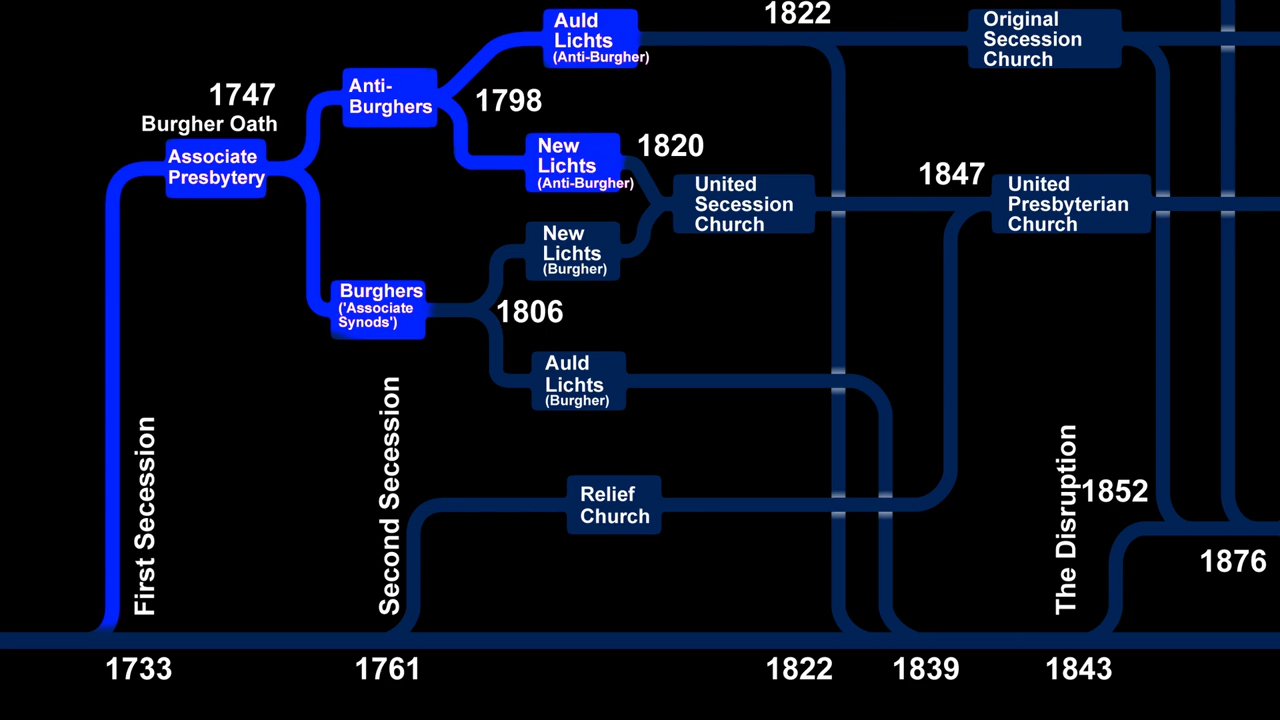 Auld
Lichts
(Anti-Burgher)
1822
Original
Secession
Church
Anti-
Burghers
1747
Burgher Oath
1798
Associate
Presbytery
New
Lichts
(Anti-Burgher)
1820
United
Secession
Church
1847
United
Presbyterian
Church
New
Lichts
(Burgher)
Burghers
('Associate
Synods')
1806
Auld
Lichts
(Burgher)
First Secession
Second Secession
Relief
Church
The Disruption
1852
1876
1733
1761
1822
1839
1843